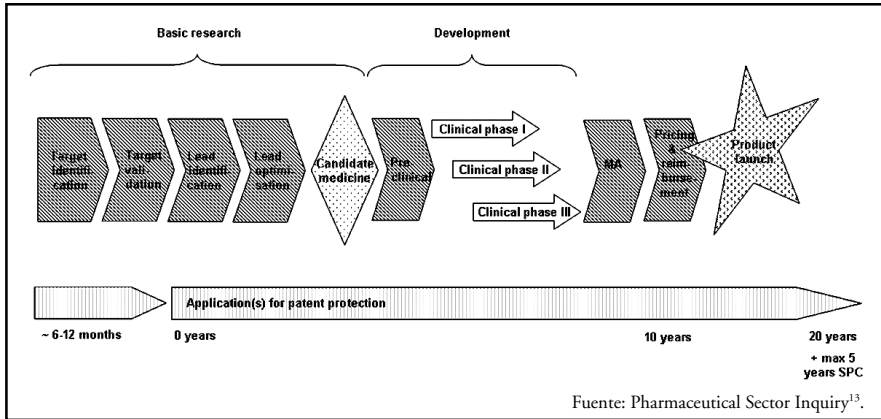 Basic research
Development
Target identifi-
cation
Target vali-
dation
Lead identifi-
cation
Lead optimi-
sation
Candidate
medicine
Pre-
clinical
Clinical phase I
Clinical phase II
Clinical phase III
MA
Pricing
&
reim-
burse-
ment
Product
launch
Application(s) for patent protection
~ 6-12 months
0 years
10 years
20 years
+ max 5
years SPC
Fuente: Pharmaceutical Sector Inquiry¹³.